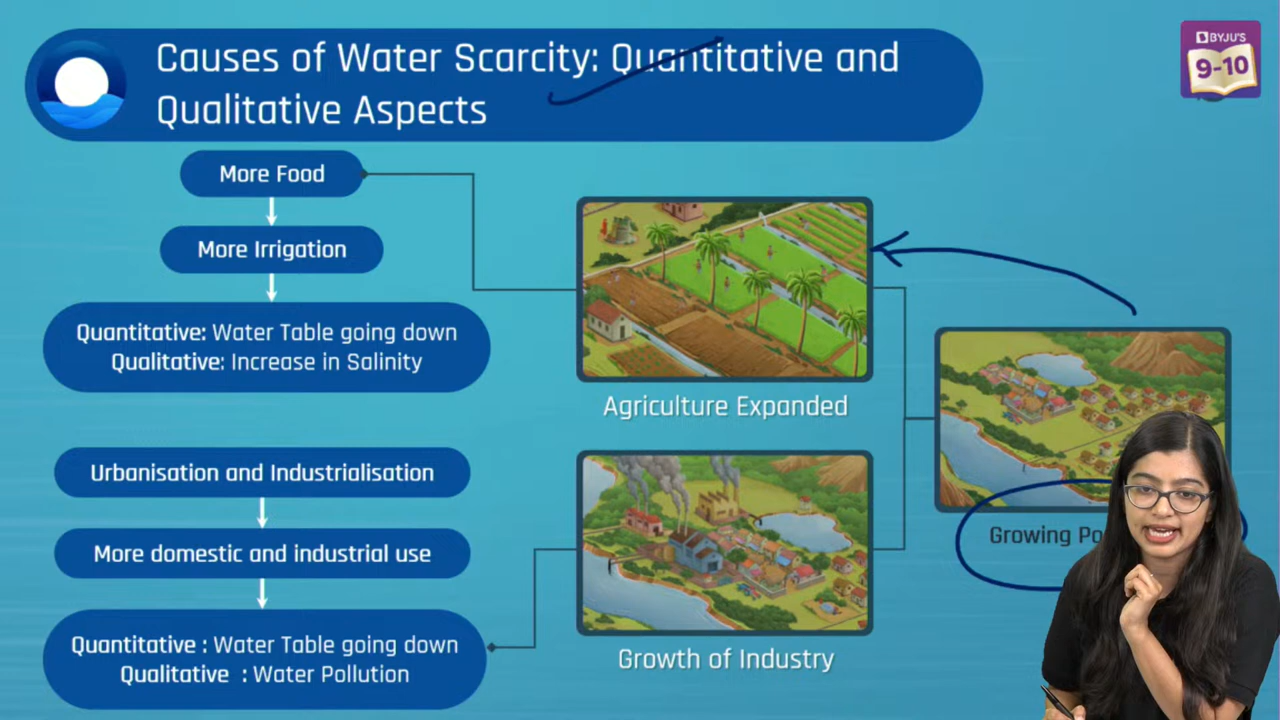 Causes of Water Scarcity: Quantitative and
Qualitative Aspects
BYJU'S
9-10
More Food
More Irrigation
Quantitative: Water Table going down
Qualitative: Increase in Salinity
Agriculture Expanded
Urbanisation and Industrialisation
More domestic and industrial use
Quantitative : Water Table going down
Qualitative : Water Pollution
Growth of Industry
Growing